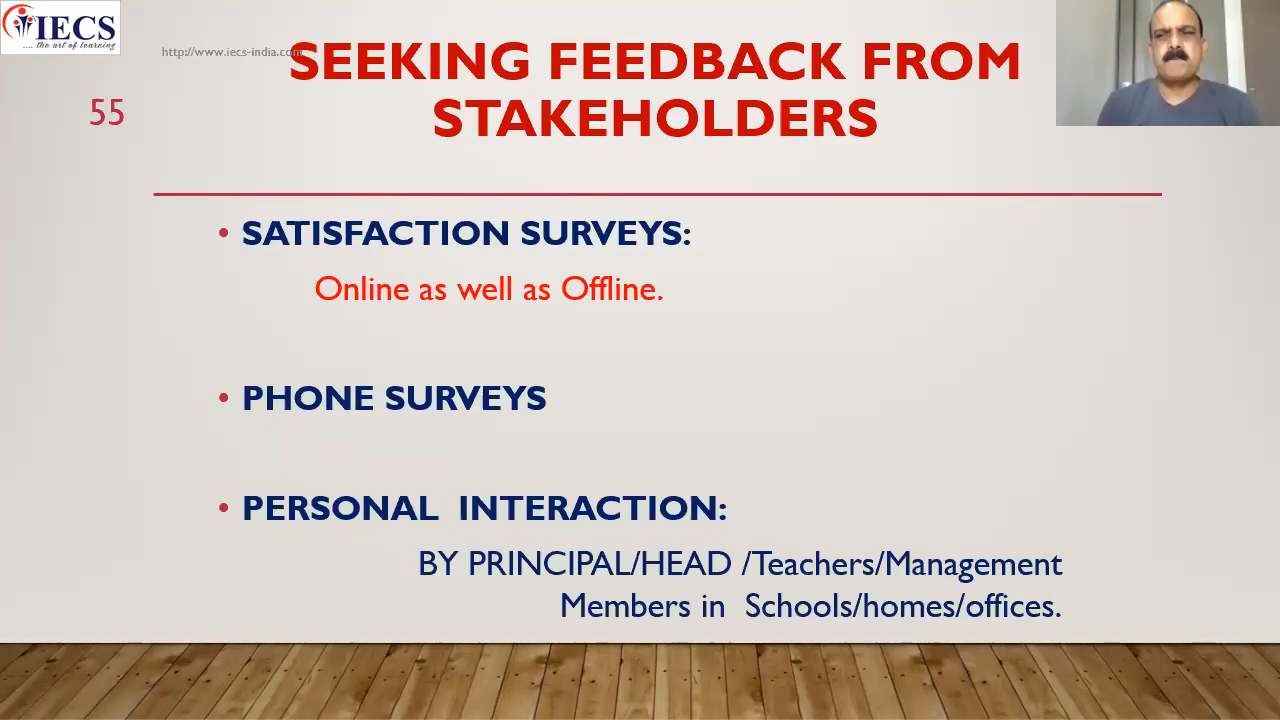 IECS
.... the art of learning
http://www.iecs-india.com
SEEKING FEEDBACK FROM
STAKEHOLDERS
55
• SATISFACTION SURVEYS:
Online as well as Offline.
• PHONE SURVEYS
• PERSONAL INTERACTION:
BY PRINCIPAL/HEAD /Teachers/Management
Members in Schools/homes/offices.